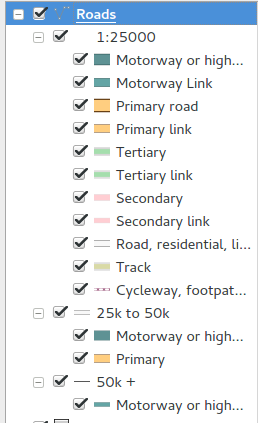 Roads
1:25000
Motorway or high...
Motorway Link
Primary road
Primary link
Tertiary
Tertiary link
Secondary
Secondary link
Road, residential, li...
Track
Cycleway, footpat...
25k to 50k
Motorway or high...
Primary
50k +
Motorway or high...